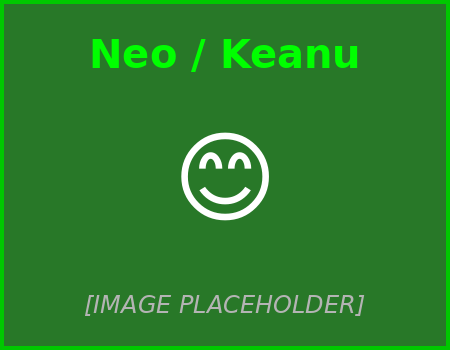 Neo / Keanu
[IMAGE PLACEHOLDER]